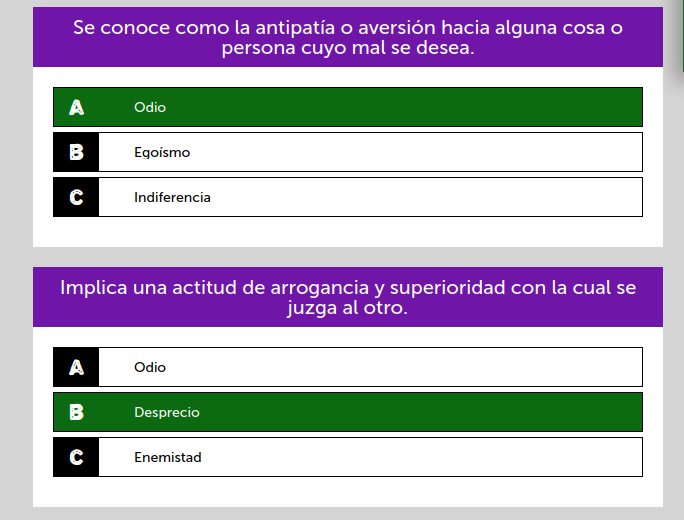 Se conoce como la antipatía o aversión hacia alguna cosa o
persona cuyo mal se desea.
A Odio
B Egoísmo
C Indiferencia
Implica una actitud de arrogancia y superioridad con la cual se
juzga al otro.
A Odio
B Desprecio
C Enemistad